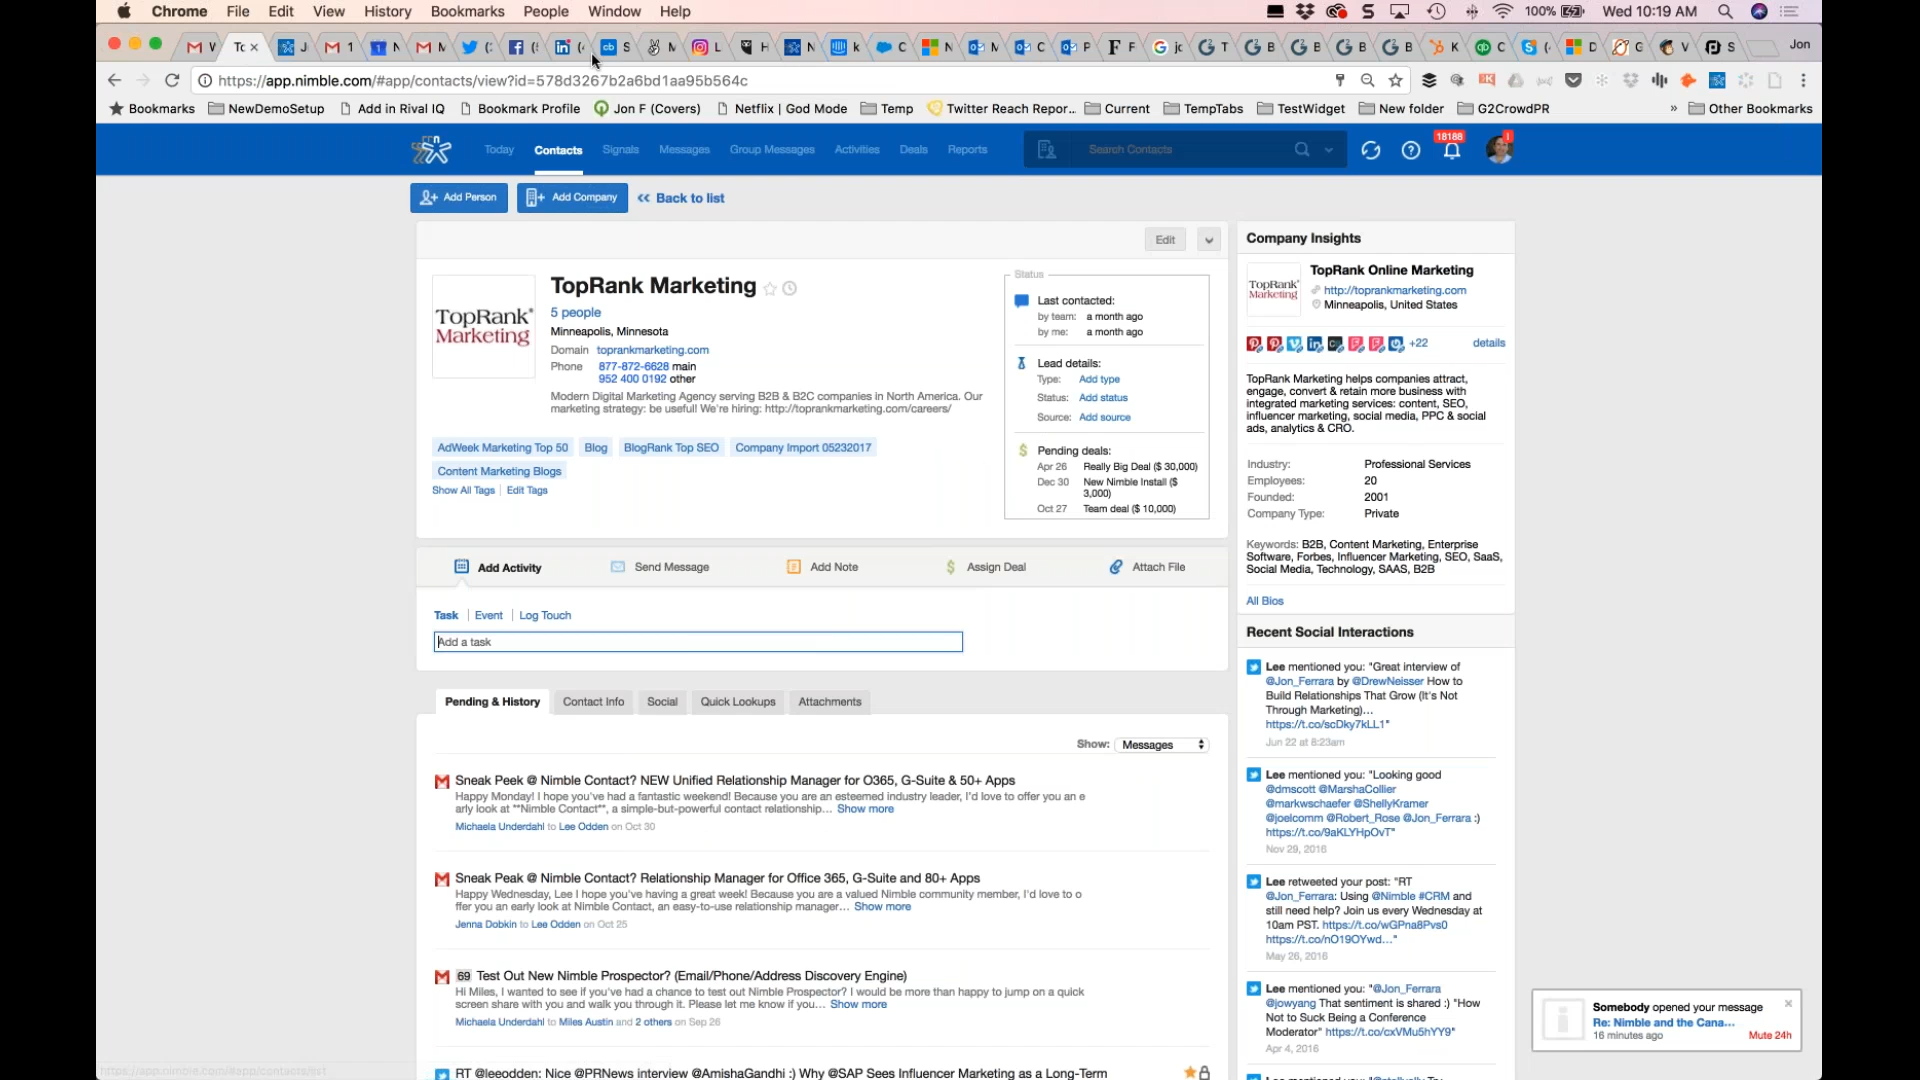 Chrome File Edit View History Bookmarks People Window Help 100% Wed 10:19 AM
Jon
https://app.nimble.com/#app/contacts/view?id=578d3267b2a6bd1aa95b564c
Bookmarks NewDemoSetup Add in Rival IQ Bookmark Profile Jon F (Covers) Netflix | God Mode Temp Twitter Reach Repor... Current TempTabs TestWidget New folder G2CrowdPR » Other Bookmarks
Today Contacts Signals Messages Group Messages Activities Deals Reports Search Contacts 18188
Add Person Add Company Back to list
Edit
TopRank Marketing
TopRank Marketing
5 people
Minneapolis, Minnesota
Domain toprankmarketing.com
Phone 877-872-6628 main
952 400 0192 other
Modern Digital Marketing Agency serving B2B & B2C companies in North America. Our
marketing strategy: be useful! We're hiring: http://toprankmarketing.com/careers/
AdWeek Marketing Top 50 Blog BlogRank Top SEO Company Import 05232017
Content Marketing Blogs
Show All Tags Edit Tags
Status
Last contacted:
by team: a month ago
by me: a month ago
Lead details:
Type: Add type
Status: Add status
Source: Add source
Pending deals:
Apr 26 Really Big Deal ($ 30,000)
Dec 30 New Nimble Install ($
3,000)
Oct 27 Team deal ($ 10,000)
Add Activity Send Message Add Note Assign Deal Attach File
Task Event Log Touch
Add a task
Pending & History Contact Info Social Quick Lookups Attachments
Show: Messages
Sneak Peek @ Nimble Contact? NEW Unified Relationship Manager for O365, G-Suite & 50+ Apps
Happy Monday! I hope you've had a fantastic weekend! Because you are an esteemed industry leader, I'd love to offer you an e
arly look at **Nimble Contact**, a simple-but-powerful contact relationship... Show more
Michaela Underdahl to Lee Odden on Oct 30
Sneak Peak @ Nimble Contact? Relationship Manager for Office 365, G-Suite and 80+ Apps
Happy Wednesday, Lee I hope you've having a great week! Because you are a valued Nimble community member, I'd love to o
ffer you an early look at Nimble Contact, an easy-to-use relationship manager... Show more
Jenna Dobkin to Lee Odden on Oct 25
69 Test Out New Nimble Prospector? (Email/Phone/Address Discovery Engine)
Hi Miles, I wanted to see if you've had a chance to test out Nimble Prospector? I would be more than happy to jump on a quick
screen share with you and walk you through it. Please let me know if you... Show more
Michaela Underdahl to Miles Austin and 2 others on Sep 26
RT @leeodden: Nice @PRNews interview @AmishaGandhi :) Why @SAP Sees Influencer Marketing as a Long-Term
Company Insights
TopRank Marketing
TopRank Online Marketing
http://toprankmarketing.com
Minneapolis, United States
+22 details
TopRank Marketing helps companies attract,
engage, convert & retain more business with
integrated marketing services: content, SEO,
influencer marketing, social media, PPC & social
ads, analytics & CRO.
Industry: Professional Services
Employees: 20
Founded: 2001
Company Type: Private
Keywords: B2B, Content Marketing, Enterprise
Software, Forbes, Influencer Marketing, SEO, SaaS,
Social Media, Technology, SAAS, B2B
All Bios
Recent Social Interactions
Lee mentioned you: "Great interview of
@Jon_Ferrara by @DrewNeisser How to
Build Relationships That Grow (It's Not
Through Marketing)...
https://t.co/scDky7kLL1"
Jun 22 at 8:23am
Lee mentioned you: "Looking good
@dmscott @MarshaCollier
@markwschaefer @ShellyKramer
@joelcomm @Robert_Rose @Jon_Ferrara :)
https://t.co/9aKLYHpOvT"
Nov 29, 2016
Lee retweeted your post: "RT
@Jon_Ferrara: Using @Nimble #CRM and
still need help? Join us every Wednesday at
10am PST. https://t.co/wGPna8Pvs0
https://t.co/nO19OYwd..."
May 26, 2016
Lee mentioned you: "@Jon_Ferrara
@jowyang That sentiment is shared :) "How
Not to Suck Being a Conference
Moderator" https://t.co/cxVMu5hYY9"
Apr 4, 2016
Somebody opened your message
Re: Nimble and the Cana...
16 minutes ago Mute 24h
https://app.nimble.com/#app/contacts/list